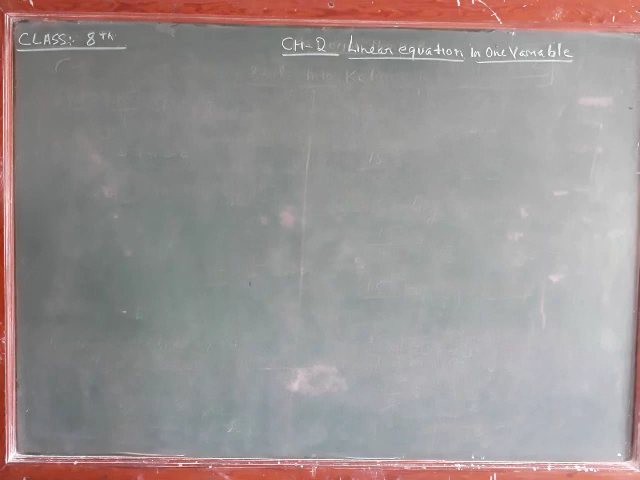 CLASS:- 8TH
CH-2 Linear equation in One Variable